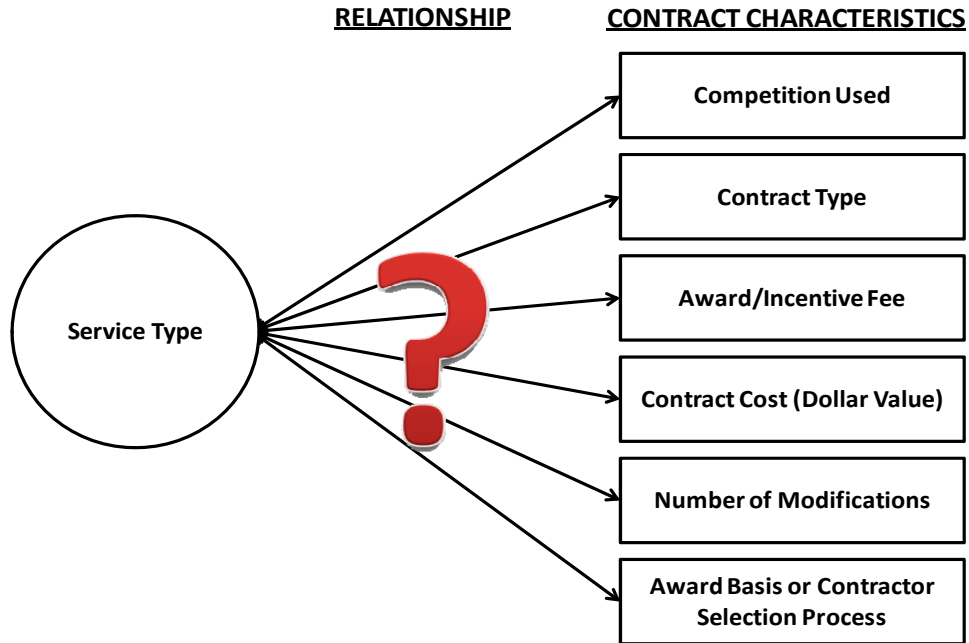 RELATIONSHIP
CONTRACT CHARACTERISTICS
Competition Used
Contract Type
Award/Incentive Fee
Service Type
Contract Cost (Dollar Value)
Number of Modifications
Award Basis or Contractor
Selection Process
?